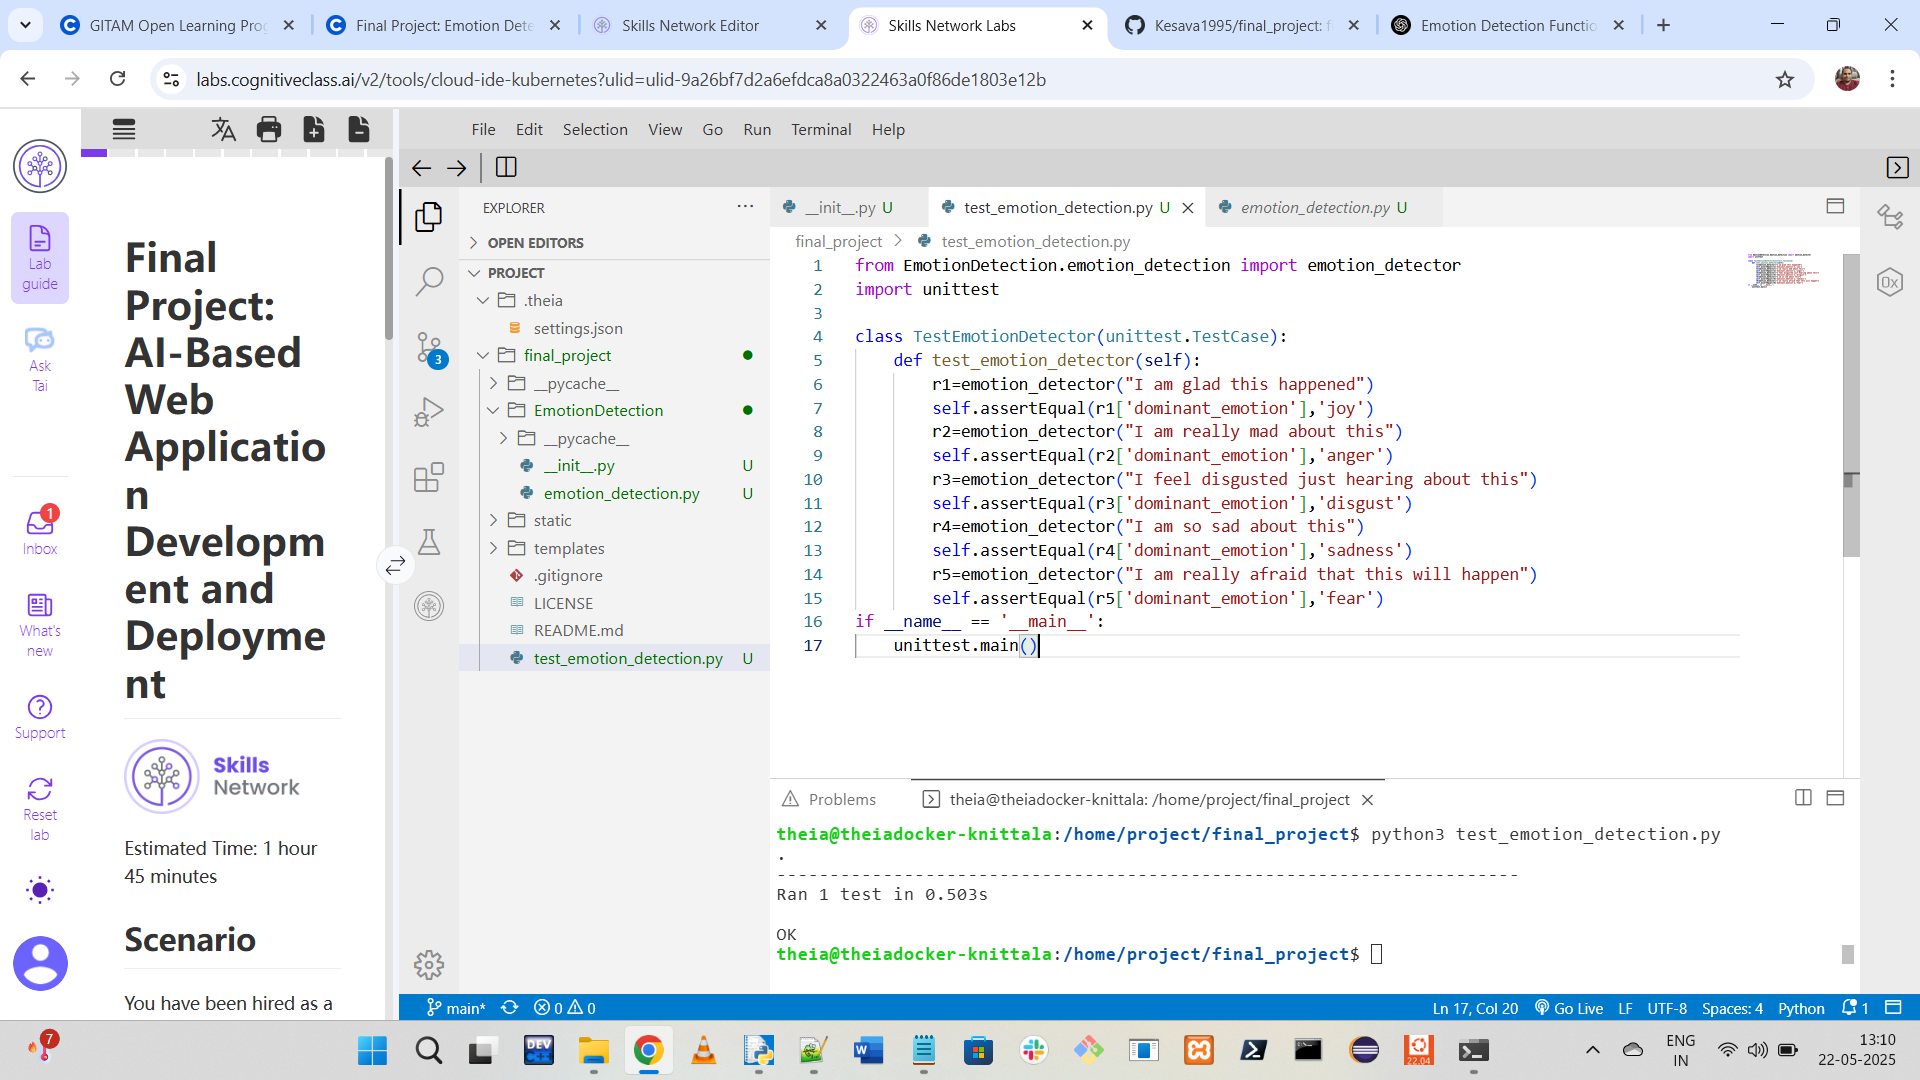 GITAM Open Learning Prog
Final Project: Emotion Dete
Skills Network Editor
Skills Network Labs
Kesava1995/final_project: f
Emotion Detection Functio
labs.cognitiveclass.ai/v2/tools/cloud-ide-kubernetes?ulid=ulid-9a26bf7d2a6efdca8a0322463a0f86de1803e12b
File Edit Selection View Go Run Terminal Help
Lab
guide
Ask
Tai
1
Inbox
What's
new
Support
Reset
lab
Final
Project:
AI-Based
Web
Applicatio
n
Developm
ent and
Deployme
nt
Skills
Network
Estimated Time: 1 hour
45 minutes
Scenario
You have been hired as a
3
EXPLORER
OPEN EDITORS
PROJECT
.theia
settings.json
final_project
__pycache__
EmotionDetection
__pycache__
__init__.py U
emotion_detection.py U
static
templates
.gitignore
LICENSE
README.md
test_emotion_detection.py U
__init__.py U
test_emotion_detection.py U
emotion_detection.py U
final_project > test_emotion_detection.py
1 from EmotionDetection.emotion_detection import emotion_detector
2 import unittest
3
4 class TestEmotionDetector(unittest.TestCase):
5 def test_emotion_detector(self):
6 r1=emotion_detector("I am glad this happened")
7 self.assertEqual(r1['dominant_emotion'],'joy')
8 r2=emotion_detector("I am really mad about this")
9 self.assertEqual(r2['dominant_emotion'],'anger')
10 r3=emotion_detector("I feel disgusted just hearing about this")
11 self.assertEqual(r3['dominant_emotion'],'disgust')
12 r4=emotion_detector("I am so sad about this")
13 self.assertEqual(r4['dominant_emotion'],'sadness')
14 r5=emotion_detector("I am really afraid that this will happen")
15 self.assertEqual(r5['dominant_emotion'],'fear')
16 if __name__ == '__main__':
17 unittest.main()
Problems
theia@theiadocker-knittala: /home/project/final_project
theia@theiadocker-knittala:/home/project/final_project$ python3 test_emotion_detection.py
.
----------------------------------------------------------------------
Ran 1 test in 0.503s
OK
theia@theiadocker-knittala:/home/project/final_project$
main* 0 0
Ln 17, Col 20 Go Live LF UTF-8 Spaces: 4 Python 1
7
DEV
C++
W
22.04
ENG
IN
13:10
22-05-2025